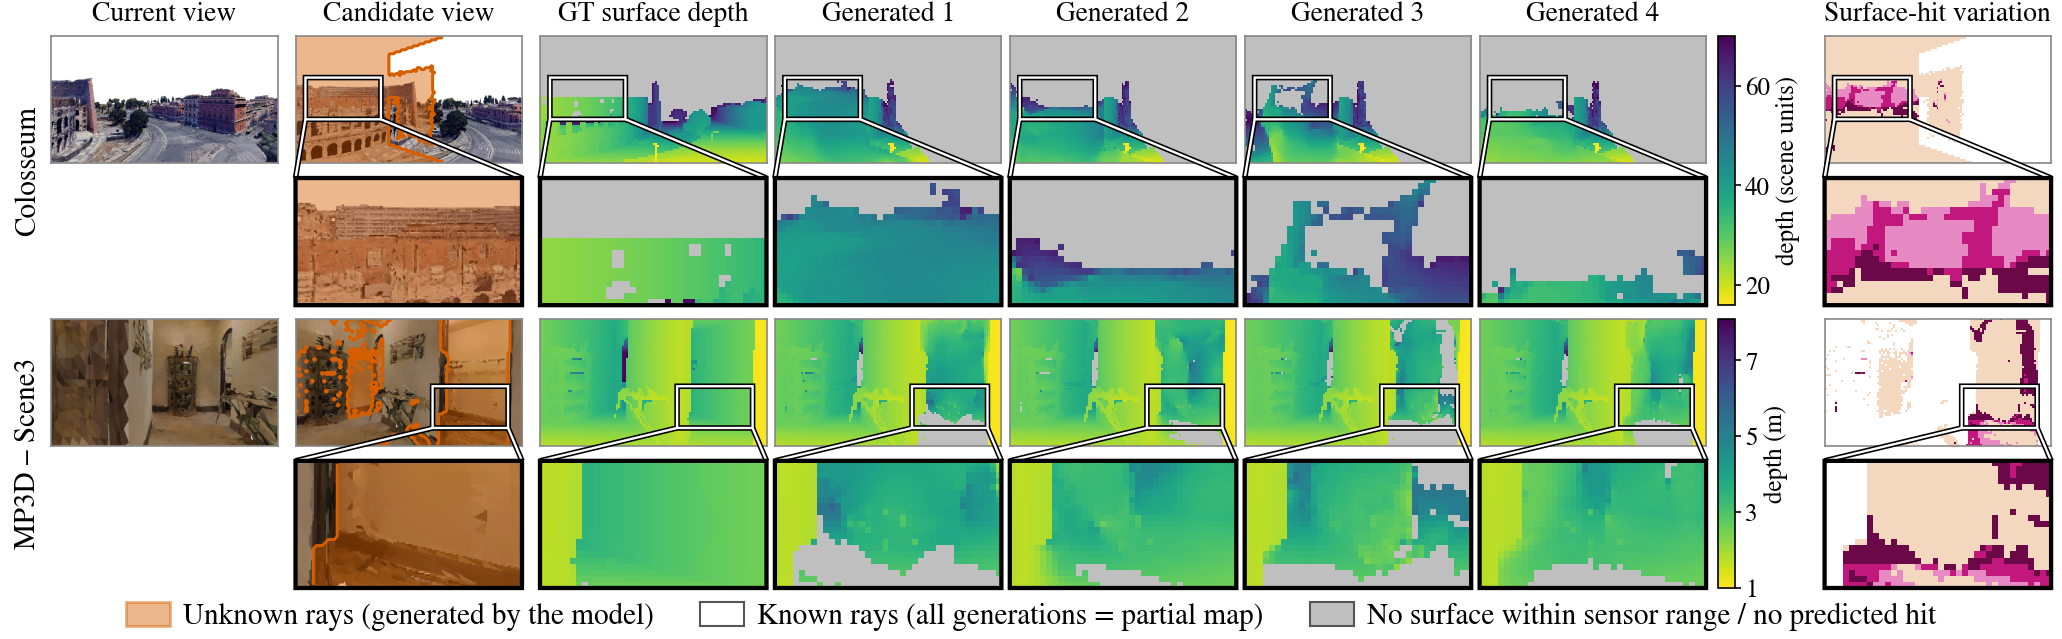 Current view
Candidate view
GT surface depth
Generated 1
Generated 2
Generated 3
Generated 4
Surface-hit variation
Colosseum
60
40
20
depth (scene units)
MP3D – Scene3
7
5
3
1
depth (m)
Unknown rays (generated by the model)
Known rays (all generations = partial map)
No surface within sensor range / no predicted hit